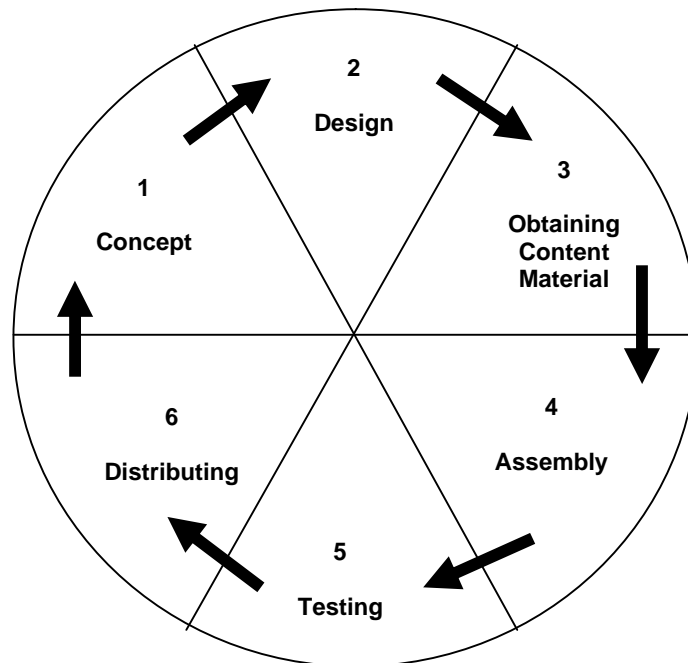 1
Concept
2
Design
3
Obtaining
Content
Material
4
Assembly
5
Testing
6
Distributing